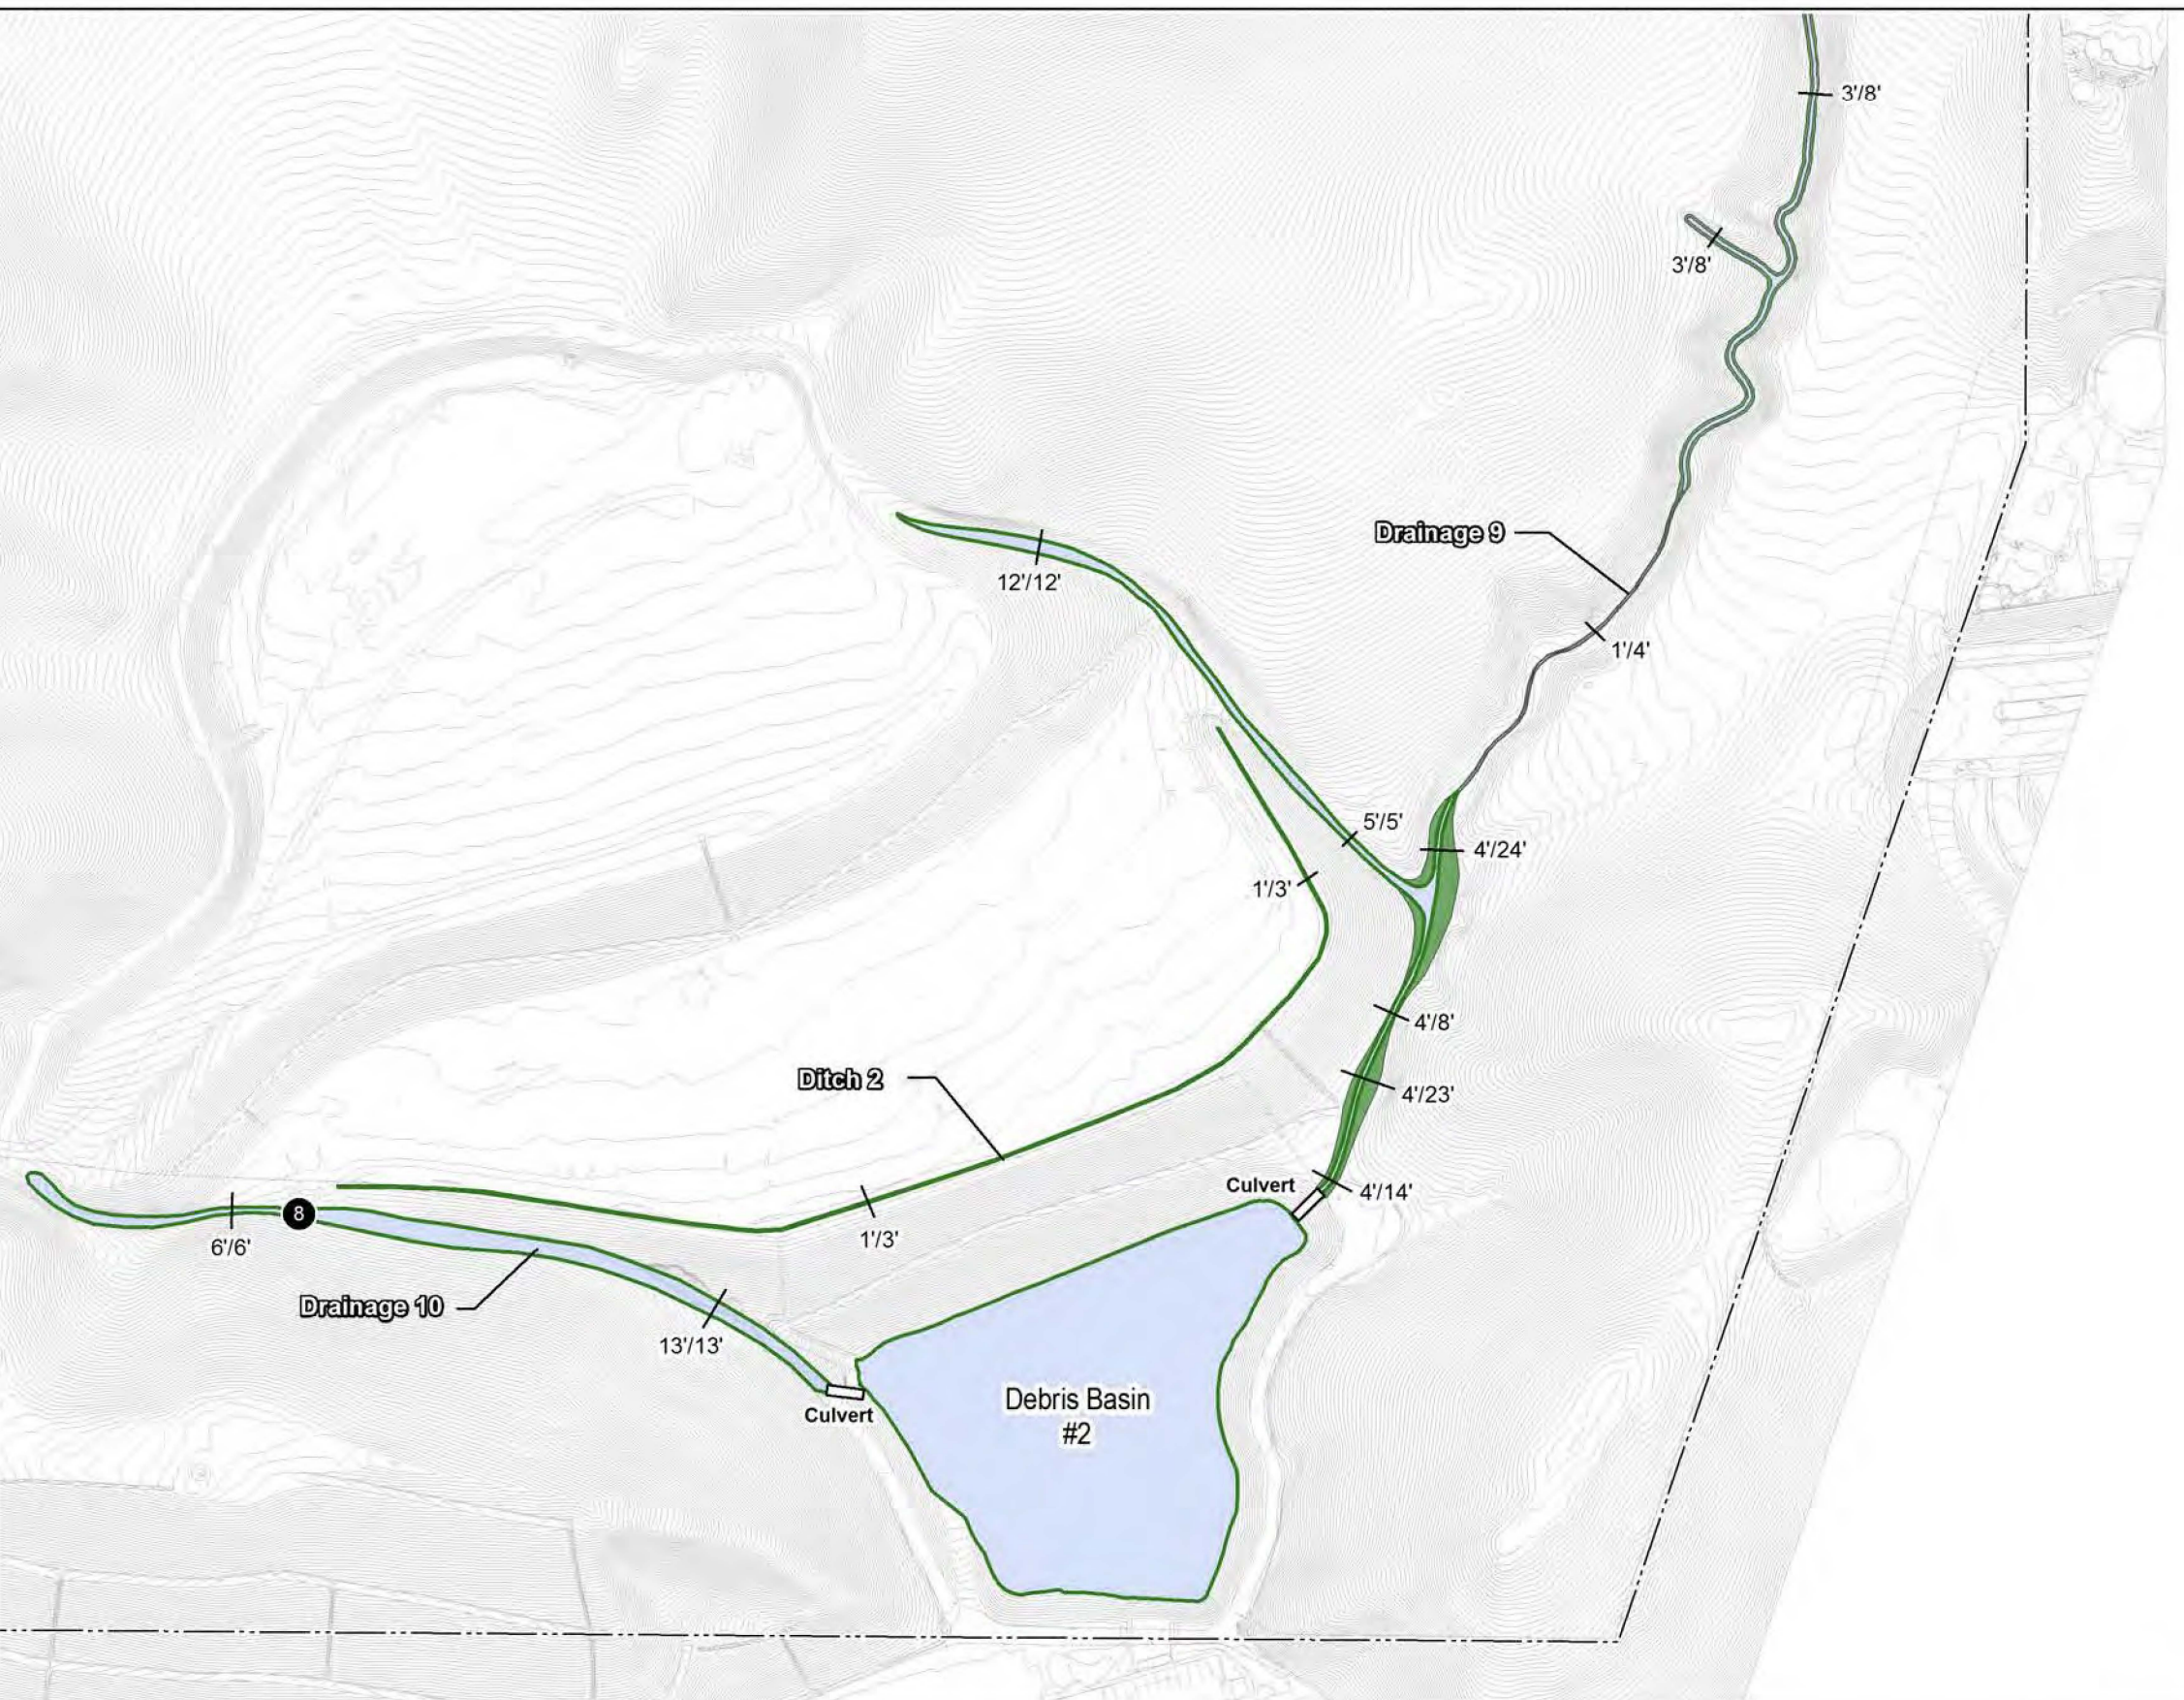 3'/8'
3'/8'
Drainage 9
12'/12'
1'/4'
5'/5'
4'/24'
1'/3'
4'/8'
Ditch 2
4'/23'
Culvert
4'/14'
8
6'/6'
1'/3'
Drainage 10
13'/13'
Debris Basin
#2
Culvert